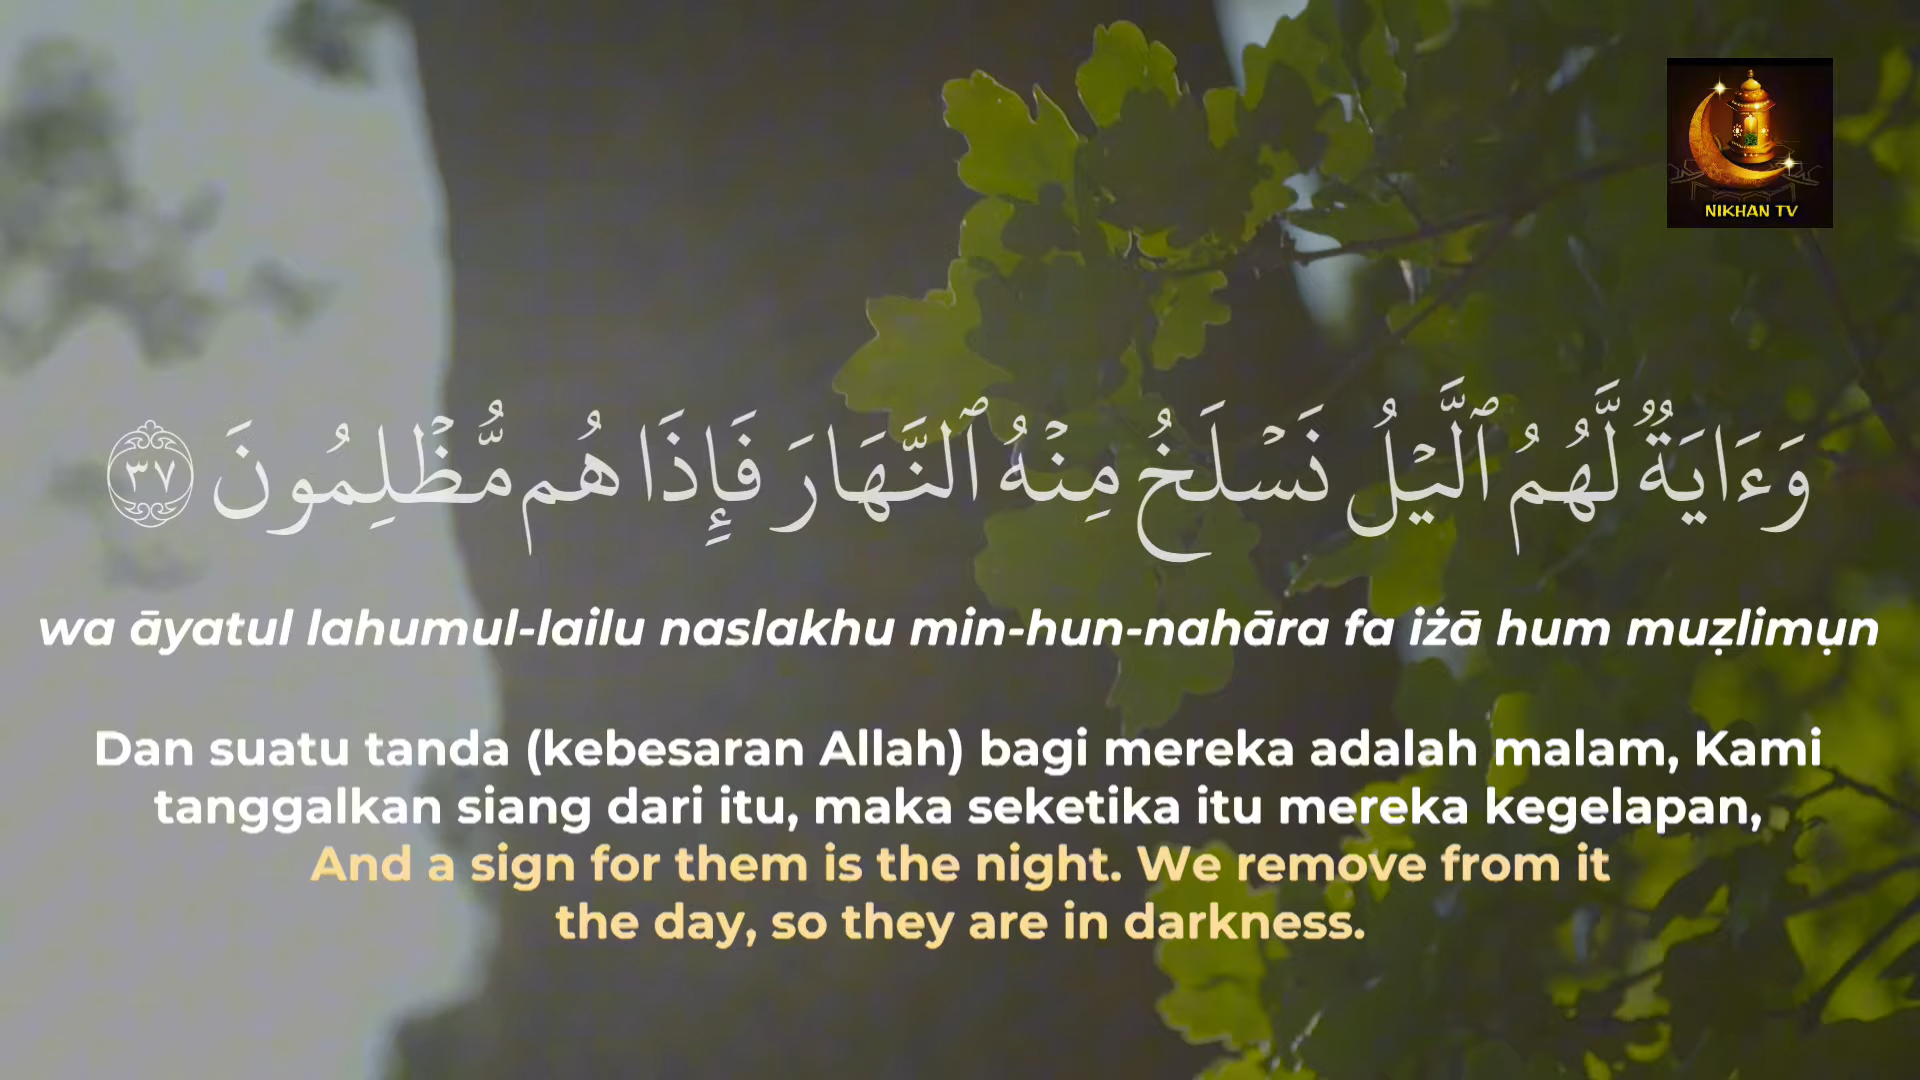 NIKHAN TV
وَءَايَةٌ لَّهُمُ ٱلَّيْلُ نَسْلَخُ مِنْهُ ٱلنَّهَارَ فَإِذَا هُم مُّظْلِمُونَ ٣٧
wa āyatul lahumul-lailu naslakhu min-hun-nahāra fa iżā hum muẓlimụn
Dan suatu tanda (kebesaran Allah) bagi mereka adalah malam, Kami
tanggalkan siang dari itu, maka seketika itu mereka kegelapan,
And a sign for them is the night. We remove from it
the day, so they are in darkness.